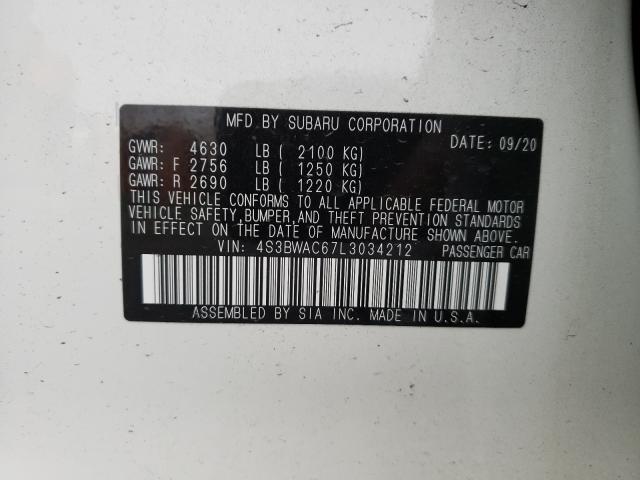 MFD BY SUBARU CORPORATION
DATE: 09/20
GVWR: 4630 LB ( 2100 KG)
GAWR: F 2756 LB ( 1250 KG)
GAWR: R 2690 LB ( 1220 KG)
THIS VEHICLE CONFORMS TO ALL APPLICABLE FEDERAL MOTOR
VEHICLE SAFETY, BUMPER, AND THEFT PREVENTION STANDARDS
IN EFFECT ON THE DATE OF MANUFACTURE SHOWN ABOVE.
VIN: 4S3BWAC67L3034212 PASSENGER CAR
ASSEMBLED BY SIA INC. MADE IN U.S.A.